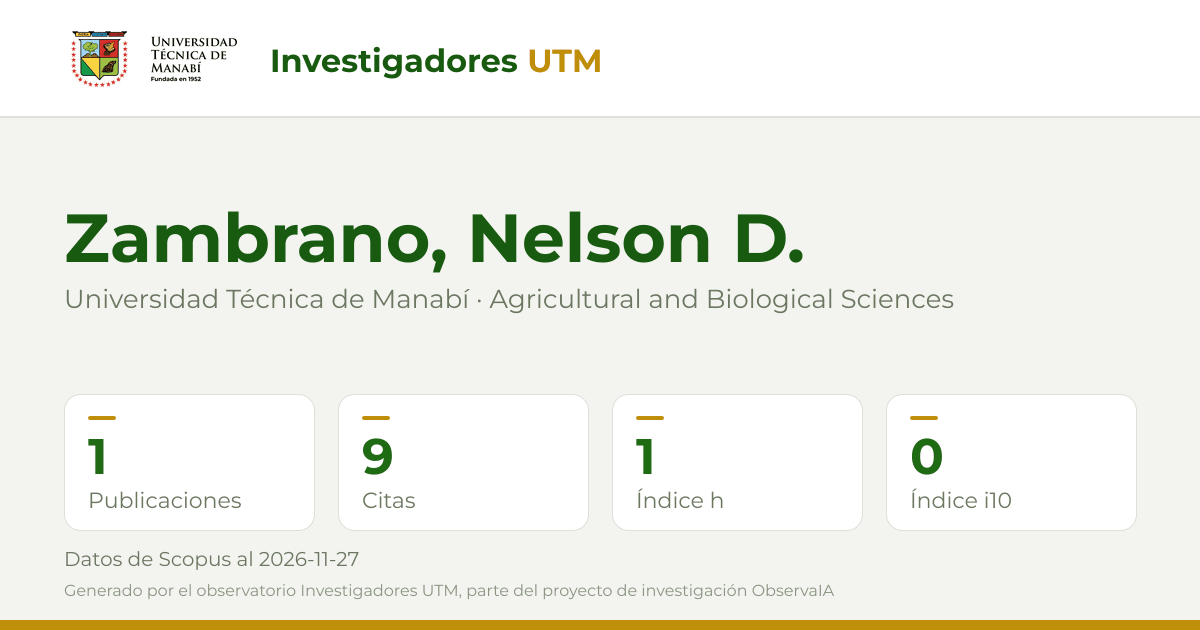 UNIVERSIDAD
TÉCNICA DE
MANABÍ
Fundada en 1952
Investigadores UTM
Zambrano, Nelson D.
Universidad Técnica de Manabí · Agricultural and Biological Sciences
1
Publicaciones
9
Citas
1
Índice h
0
Índice i10
Datos de Scopus al 2026-11-27
Generado por el observatorio Investigadores UTM, parte del proyecto de investigación ObservaIA